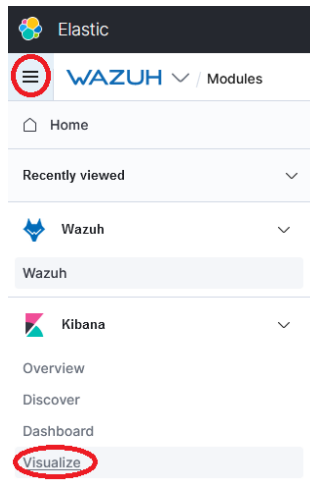 Elastic
WAZUH / Modules
Home
Recently viewed
Wazuh
Wazuh
Kibana
Overview
Discover
Dashboard
Visualize